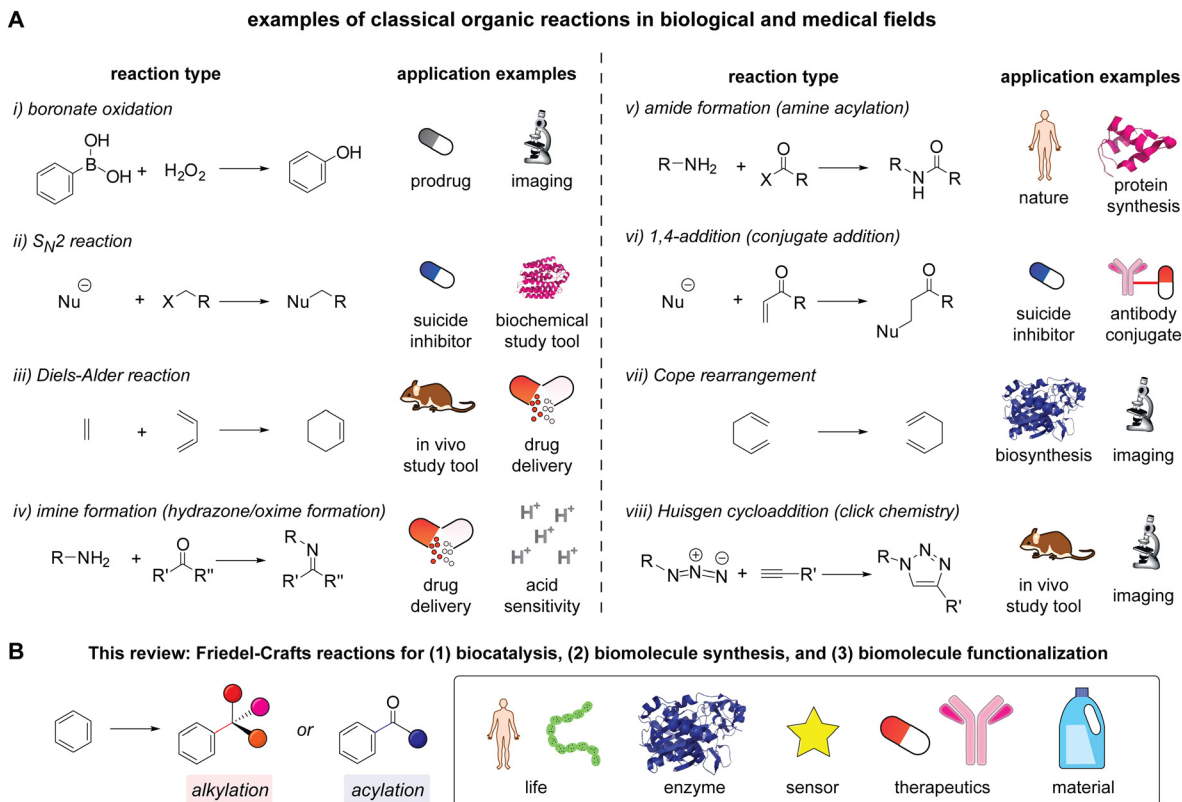 A
examples of classical organic reactions in biological and medical fields
reaction type
application examples
i) boronate oxidation
OH
B
OH
+
H₂O₂
OH
prodrug
imaging
ii) S_N2 reaction
Nu
⊖
+
X
R
Nu
R
suicide
inhibitor
biochemical
study tool
iii) Diels-Alder reaction
+
in vivo
study tool
drug
delivery
iv) imine formation (hydrazone/oxime formation)
R–NH₂
+
O
R'
R"
R
N
R'
R"
drug
delivery
H⁺ H⁺
H⁺
H⁺ H⁺
acid
sensitivity
reaction type
application examples
v) amide formation (amine acylation)
R–NH₂
+
O
X
R
R
N
H
O
R
nature
protein
synthesis
vi) 1,4-addition (conjugate addition)
Nu
⊖
+
O
R
O
R
Nu
suicide
inhibitor
antibody
conjugate
vii) Cope rearrangement
biosynthesis
imaging
viii) Huisgen cycloaddition (click chemistry)
R
N=N=N
⊕ ⊖
+
R'
R
N
N
N
R'
in vivo
study tool
imaging
B
This review: Friedel-Crafts reactions for (1) biocatalysis, (2) biomolecule synthesis, and (3) biomolecule functionalization
alkylation
or
O
acylation
life
enzyme
sensor
therapeutics
material